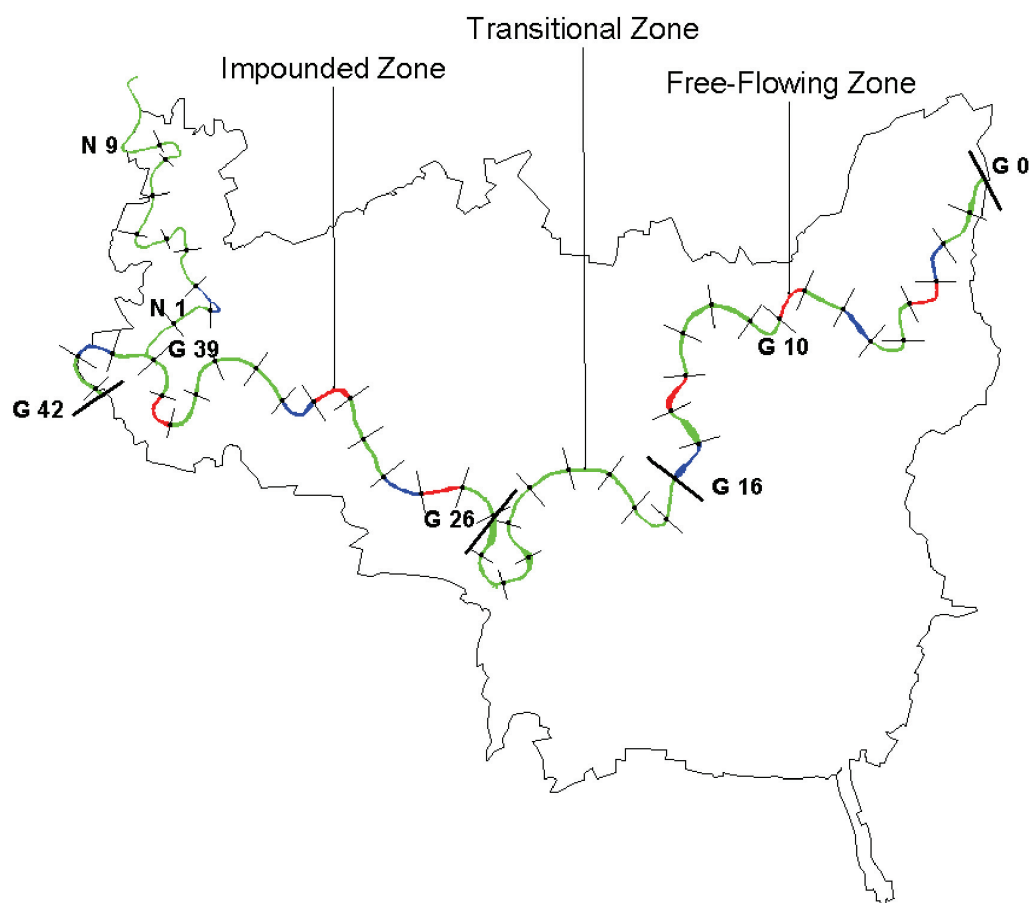 Transitional Zone
Impounded Zone
Free-Flowing Zone
N 9
G 0
N 1
G 39
G 10
G 42
G 16
G 26